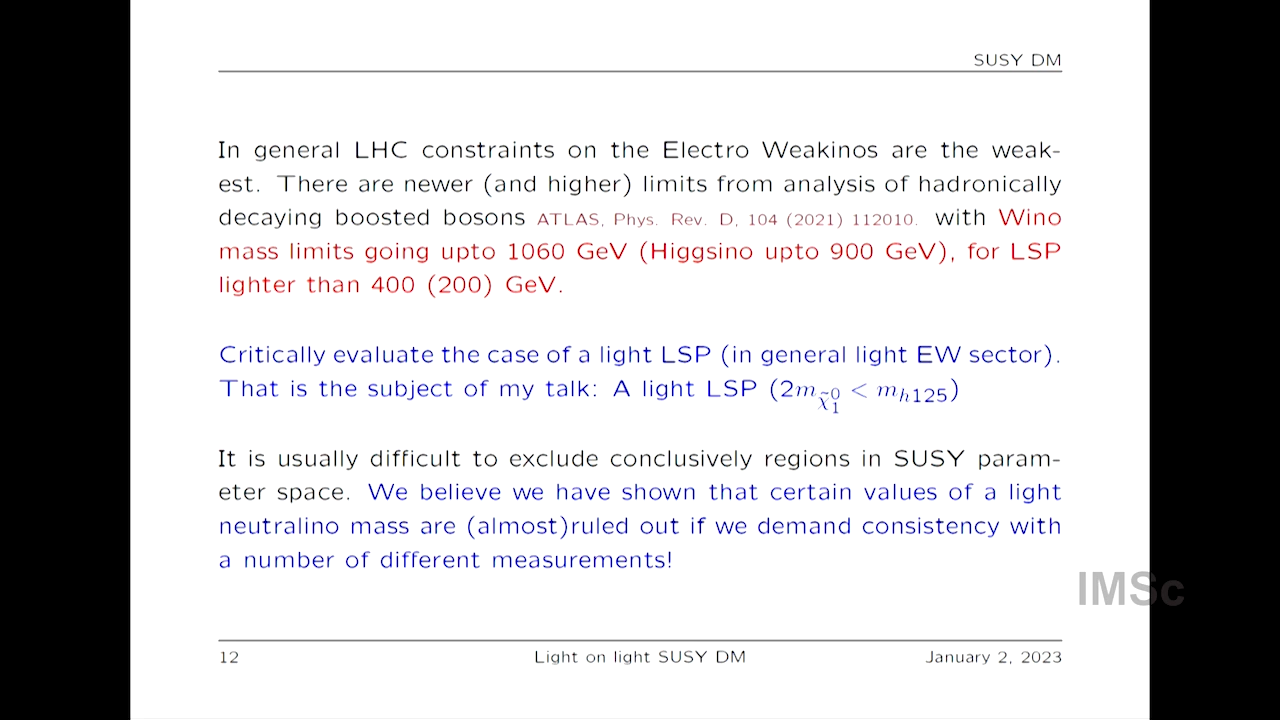 SUSY DM
In general LHC constraints on the Electro Weakinos are the weak-
est. There are newer (and higher) limits from analysis of hadronically
decaying boosted bosons ATLAS, Phys. Rev. D, 104 (2021) 112010. with Wino
mass limits going upto 1060 GeV (Higgsino upto 900 GeV), for LSP
lighter than 400 (200) GeV.
Critically evaluate the case of a light LSP (in general light EW sector).
That is the subject of my talk: A light LSP ($2m_{\tilde{\chi}_1^0} < m_{h125}$)
It is usually difficult to exclude conclusively regions in SUSY param-
eter space. We believe we have shown that certain values of a light
neutralino mass are (almost)ruled out if we demand consistency with
a number of different measurements!
IMSc
12 Light on light SUSY DM January 2, 2023